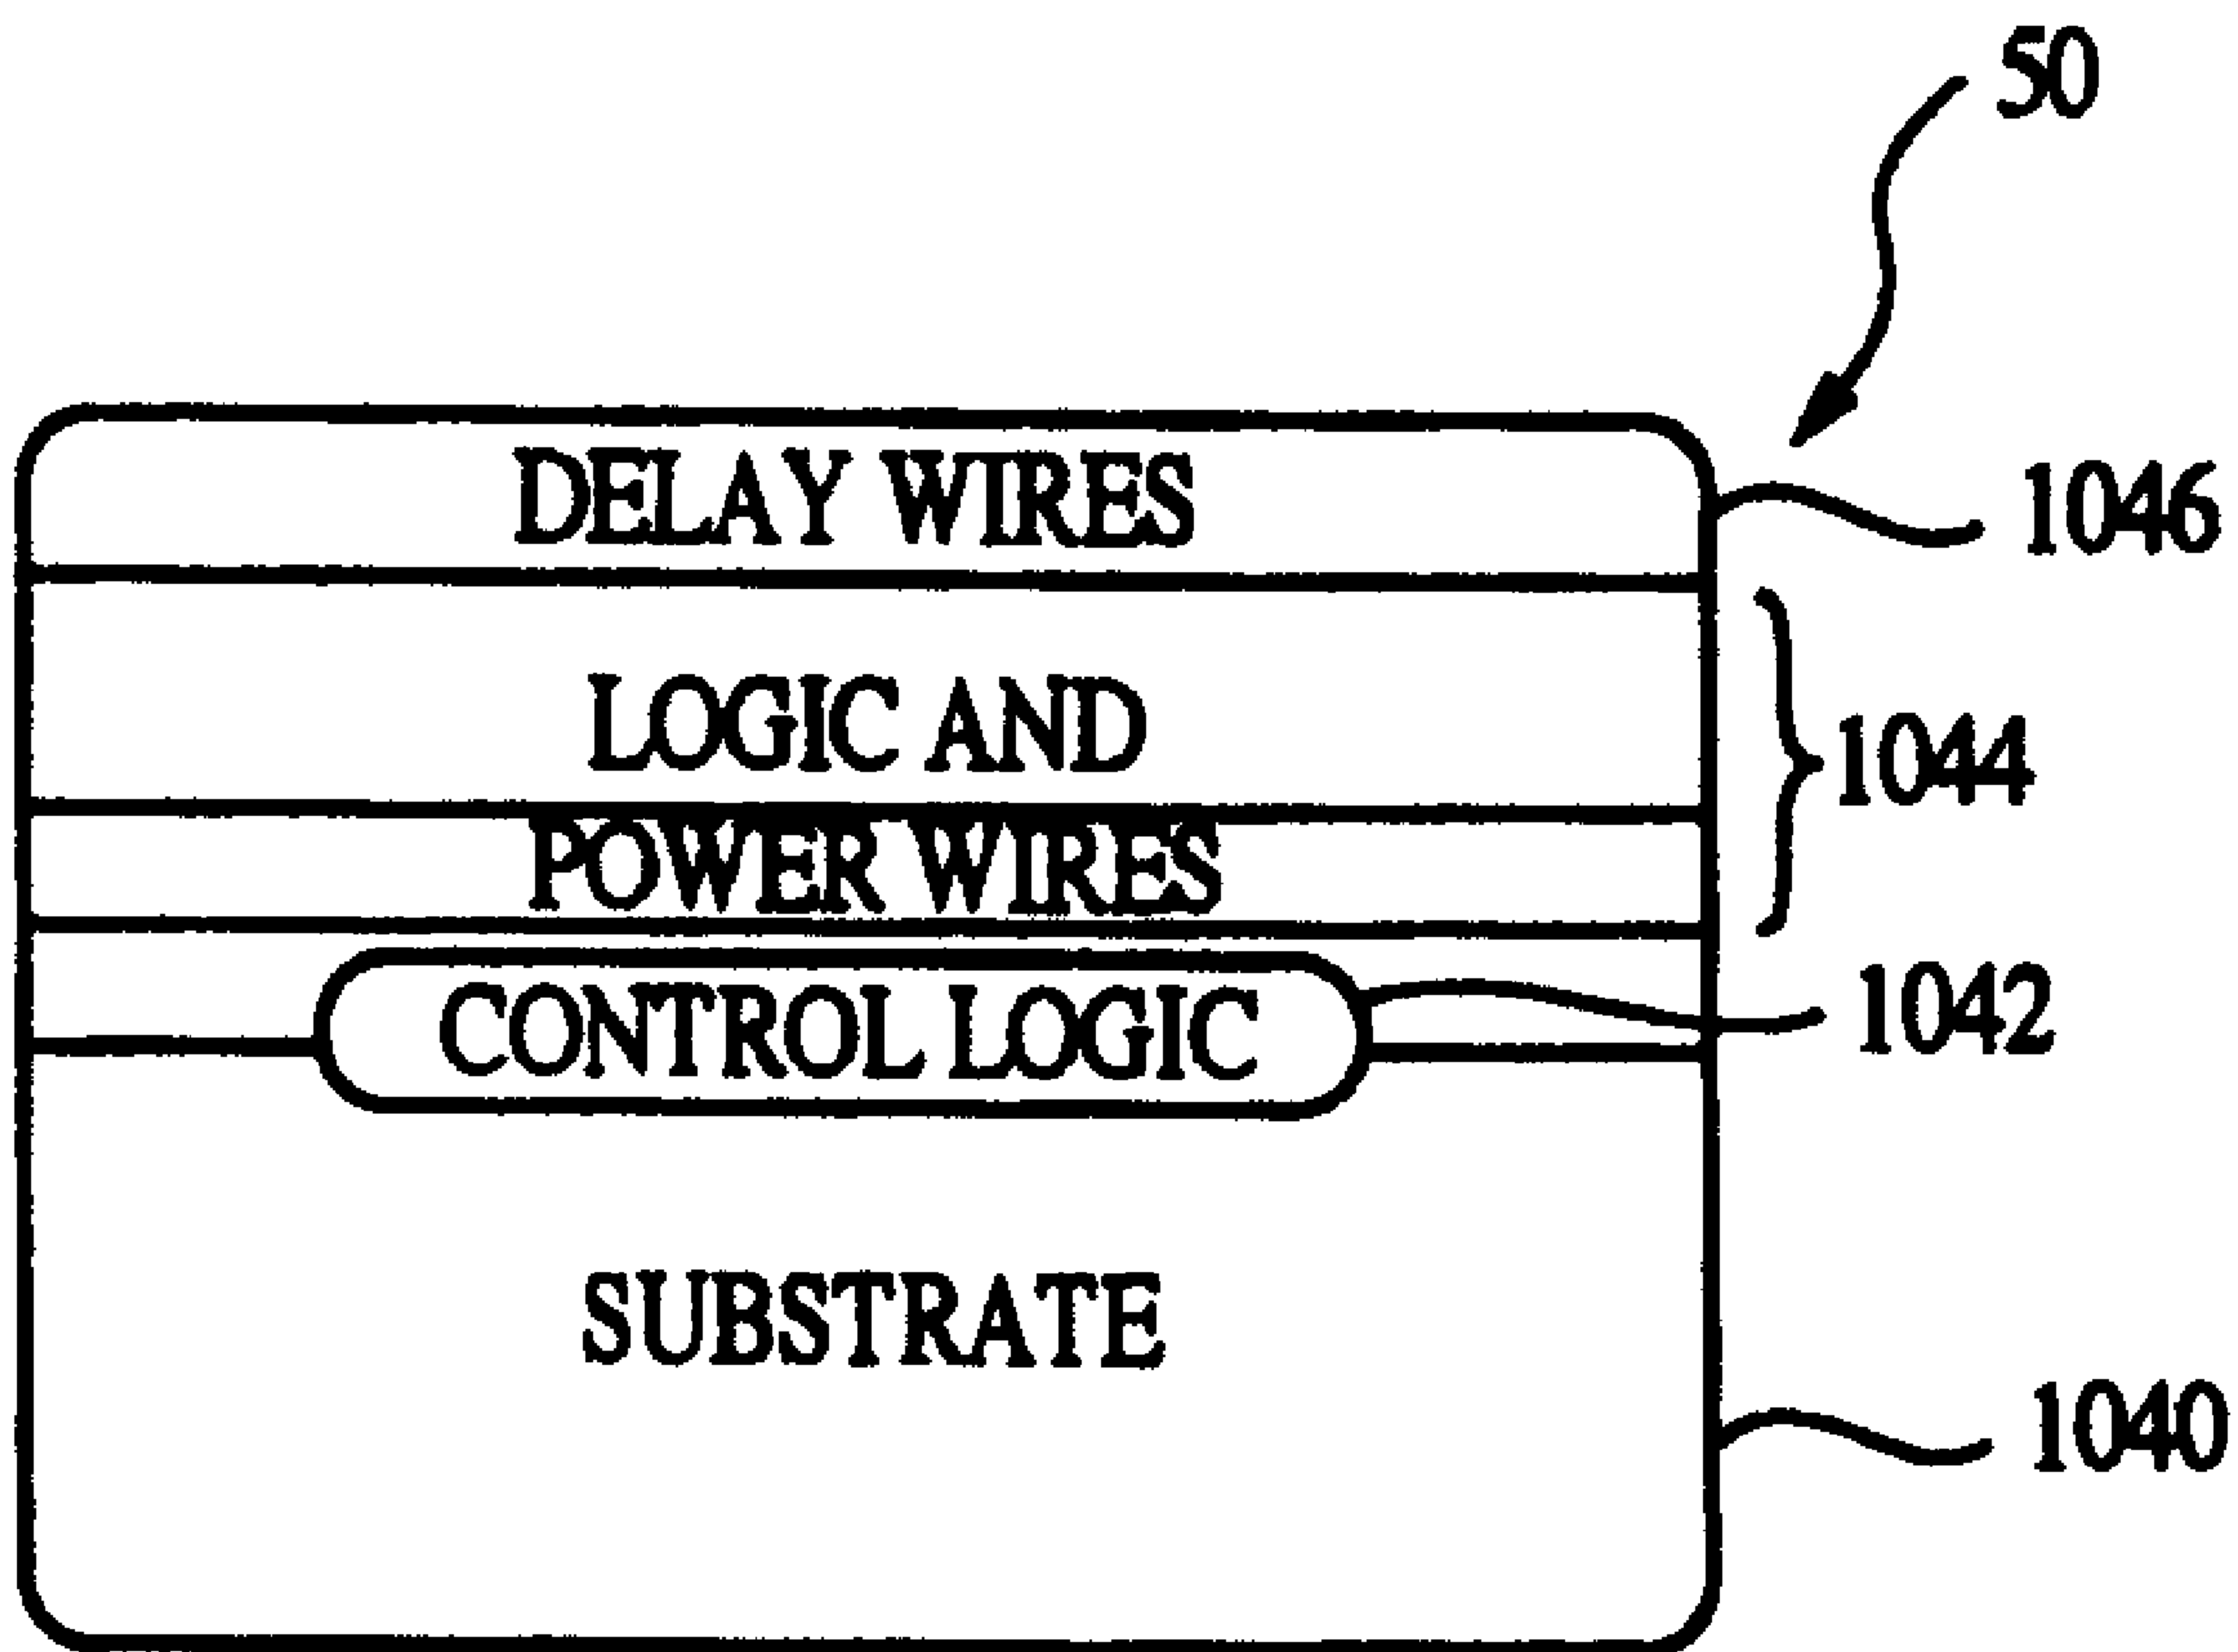 50
DELAY WIRES
1046
LOGIC AND
1044
POWER WIRES
CONTROL LOGIC
1042
SUBSTRATE
1040